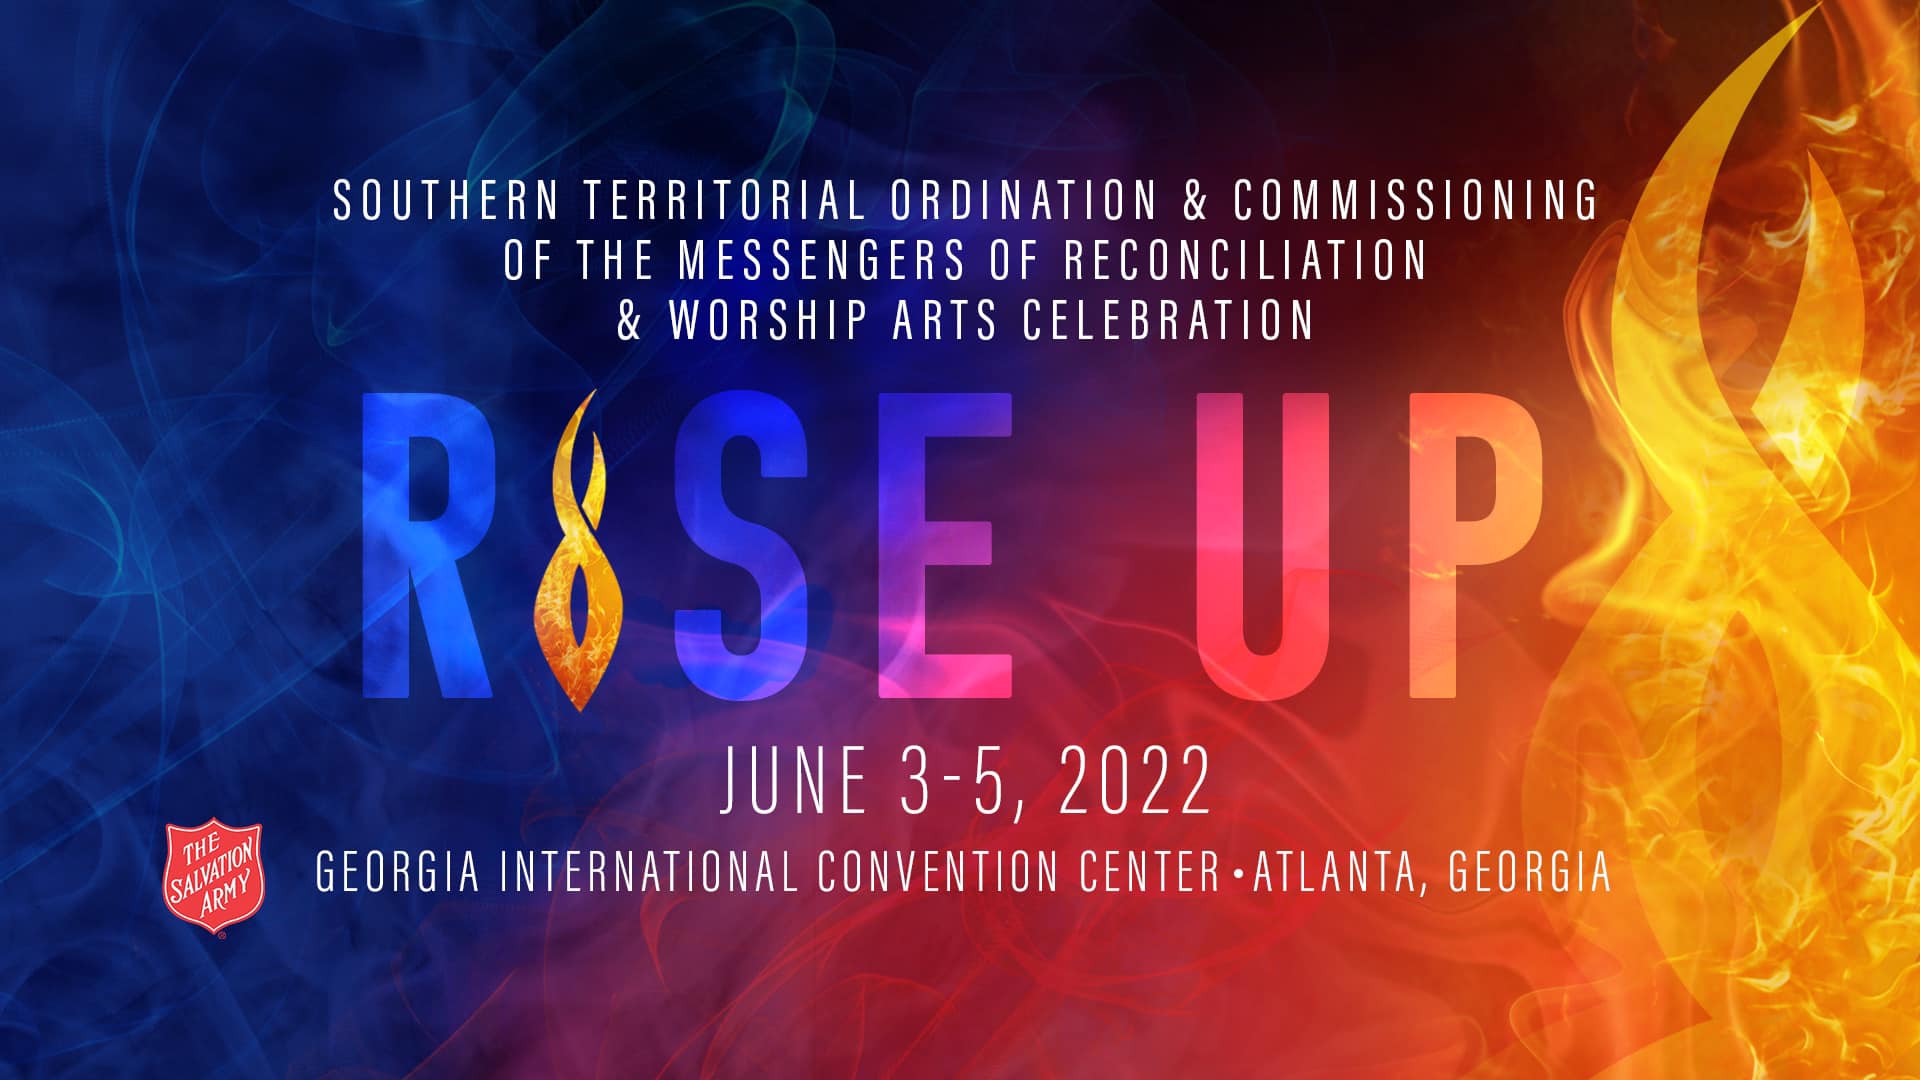 SOUTHERN TERRITORIAL ORDINATION & COMMISSIONING
OF THE MESSENGERS OF RECONCILIATION
& WORSHIP ARTS CELEBRATION
RISE UP
JUNE 3-5, 2022
GEORGIA INTERNATIONAL CONVENTION CENTER • ATLANTA, GEORGIA
THE
SALVATION
ARMY
®